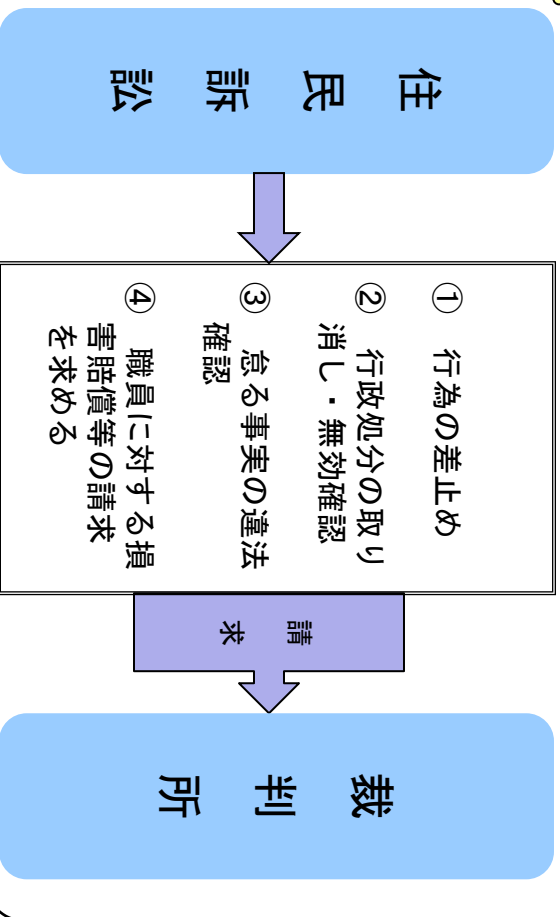 住民訴訟
① 行為の差止め
② 行政処分の取り
消し・無効確認
③ 怠る事実の違法
確認
④ 職員に対する損
害賠償等の請求
を求める
請求
裁判所